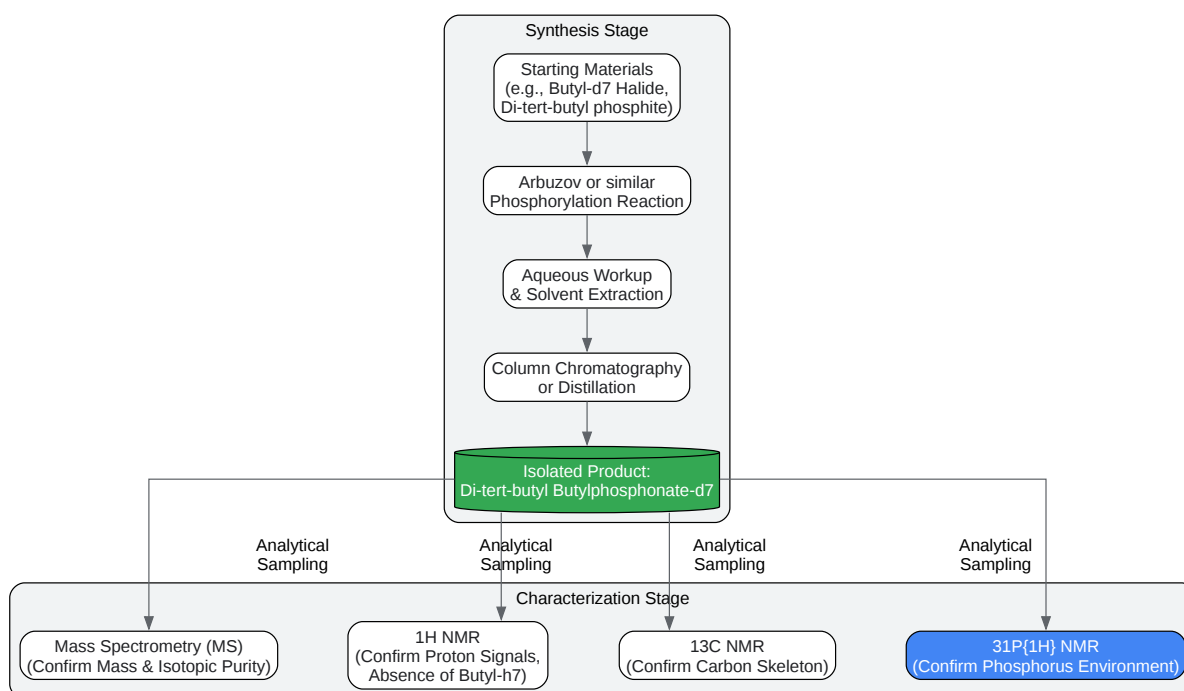 Synthesis Stage
Starting Materials
(e.g., Butyl-d7 Halide,
Di-tert-butyl phosphite)
Arbuzov or similar
Phosphorylation Reaction
Aqueous Workup
& Solvent Extraction
Column Chromatography
or Distillation
Isolated Product:
Di-tert-butyl Butylphosphonate-d7
Analytical
Sampling
Analytical
Sampling
Analytical
Sampling
Analytical
Sampling
Characterization Stage
Mass Spectrometry (MS)
(Confirm Mass & Isotopic Purity)
1H NMR
(Confirm Proton Signals,
Absence of Butyl-h7)
13C NMR
(Confirm Carbon Skeleton)
31P{1H} NMR
(Confirm Phosphorus Environment)